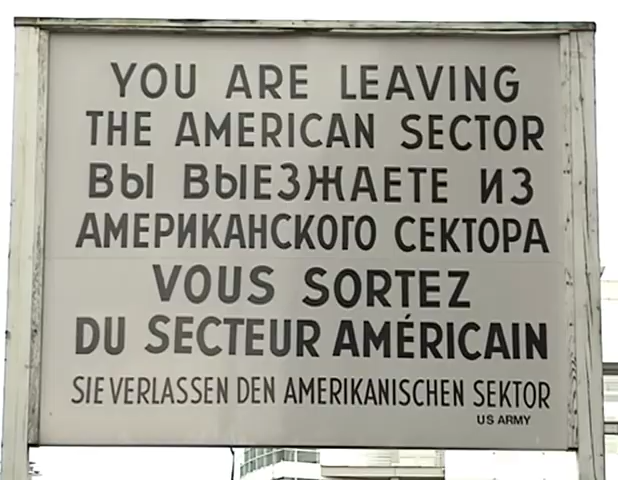 YOU ARE LEAVING
THE AMERICAN SECTOR
ВЫ ВЫЕЗЖАЕТЕ ИЗ
АМЕРИКАНСКОГО СЕКТОРА
VOUS SORTEZ
DU SECTEUR AMÉRICAIN
SIE VERLASSEN DEN AMERIKANISCHEN SEKTOR
US ARMY